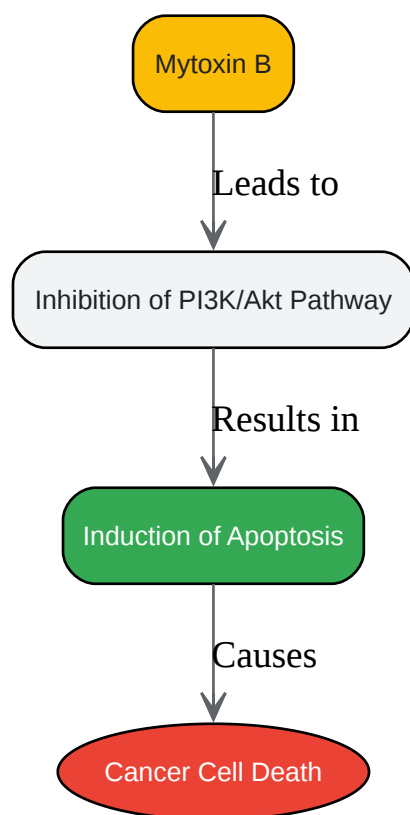 Mytoxin B
Leads to
Inhibition of PI3K/Akt Pathway
Results in
Induction of Apoptosis
Causes
Cancer Cell Death